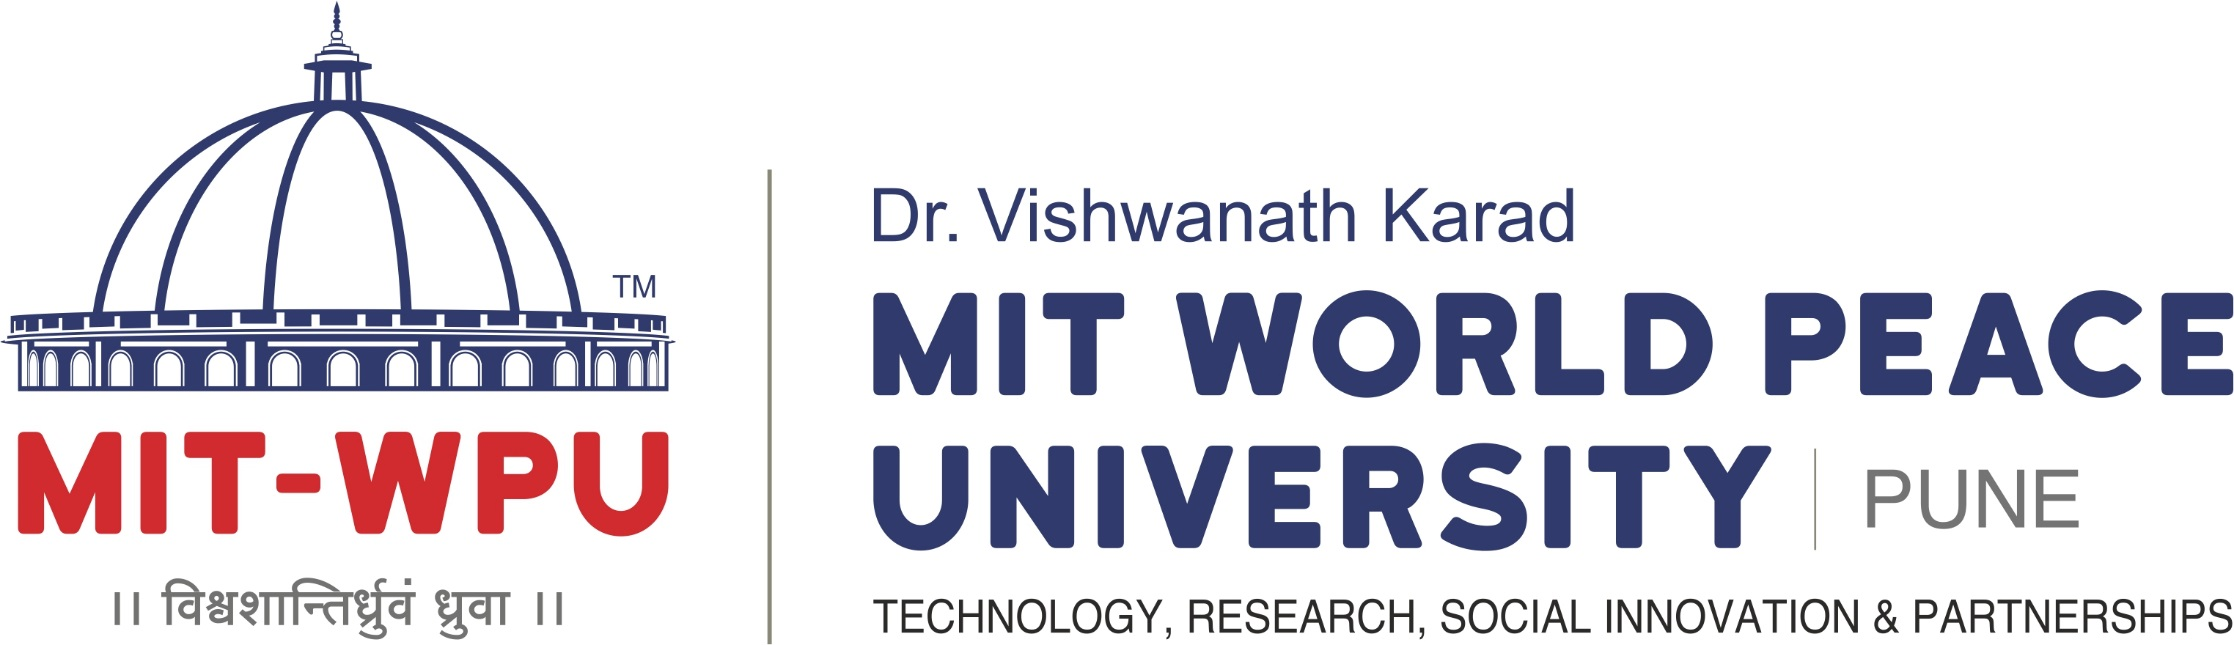 TM
MIT-WPU
।। विश्वशान्तिर्ध्रुवं ध्रुवा ।।
Dr. Vishwanath Karad
MIT WORLD PEACE
UNIVERSITY | PUNE
TECHNOLOGY, RESEARCH, SOCIAL INNOVATION & PARTNERSHIPS